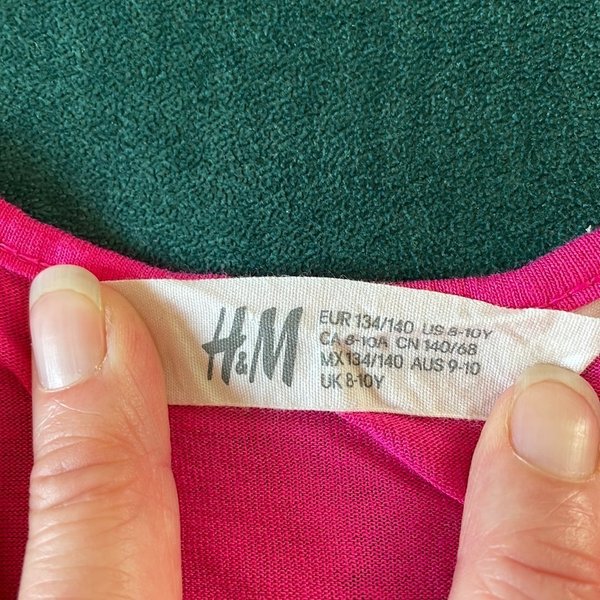 H&M
EUR 134/140 US 8-10Y
CA 8-10A CN 140/68
MX 134/140 AUS 9-10
UK 8-10Y